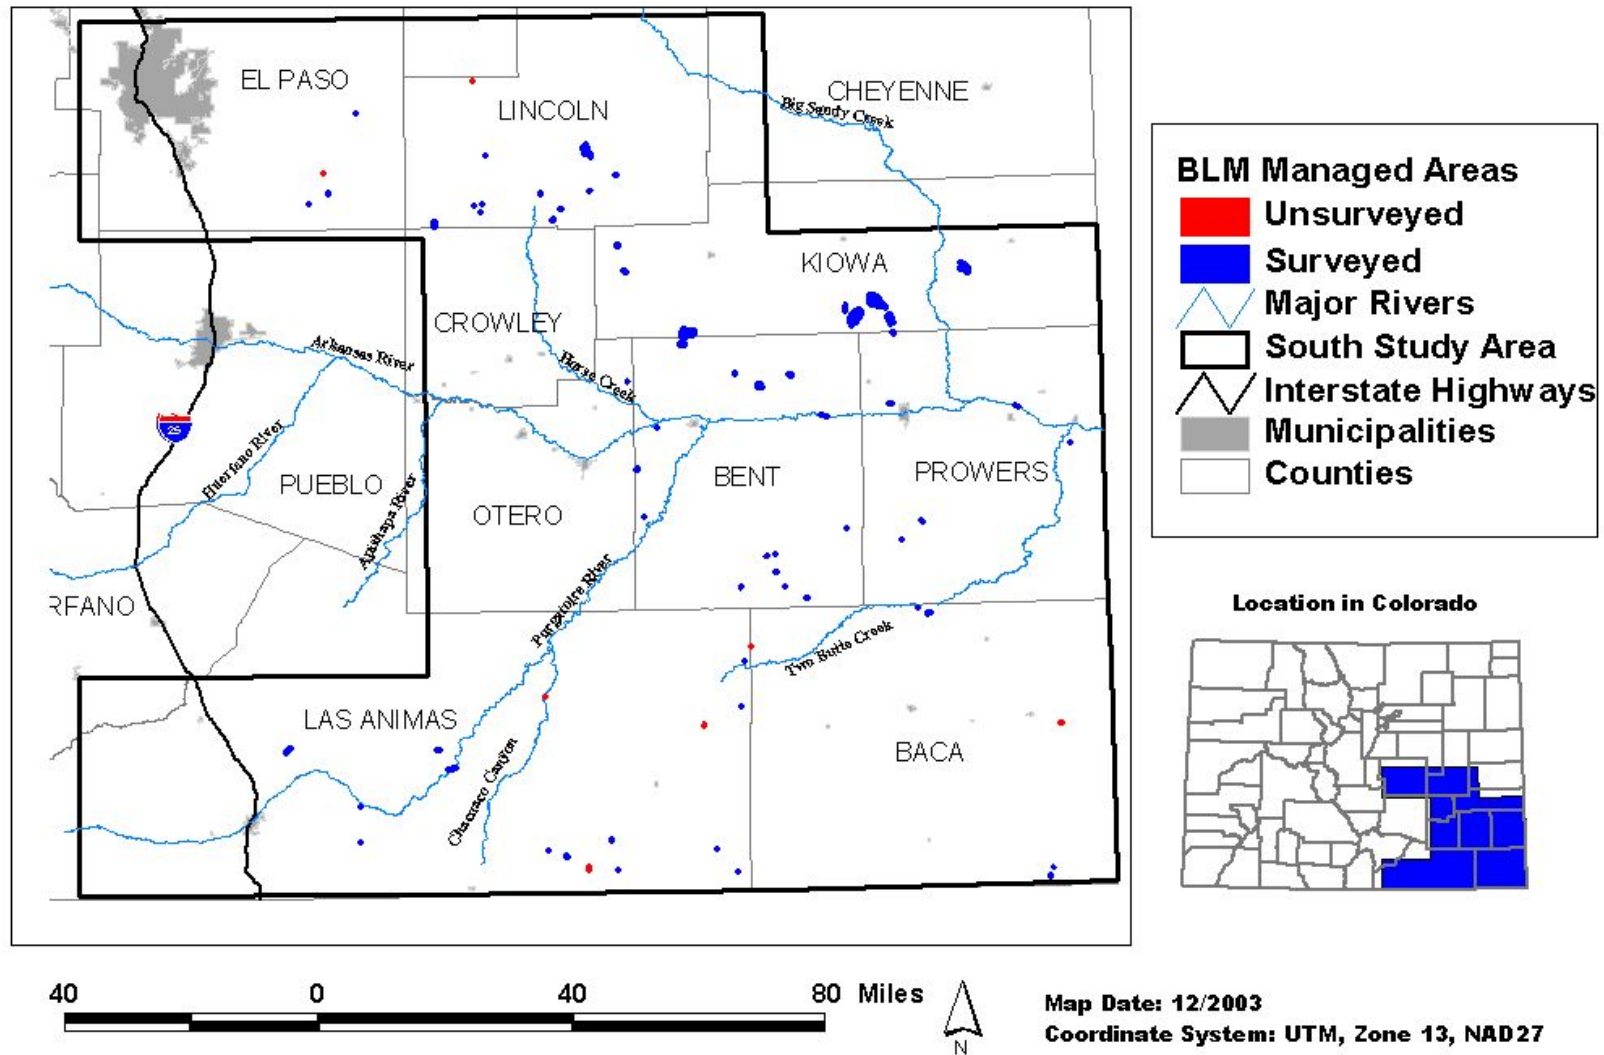 EL PASO
LINCOLN
CHEYENNE
Big Sandy Creek
KIOWA
CROWLEY
Arkansas River
Horse Creek
25
Huerfano River
PUEBLO
Apishapa River
OTERO
BENT
PROWERS
Purgatoire River
RFANO
Two Butte Creek
LAS ANIMAS
Chacuaco Canyon
BACA
BLM Managed Areas
Unsurveyed
Surveyed
Major Rivers
South Study Area
Interstate Highways
Municipalities
Counties
Location in Colorado
40 0 40 80 Miles
N
Map Date: 12/2003
Coordinate System: UTM, Zone 13, NAD27